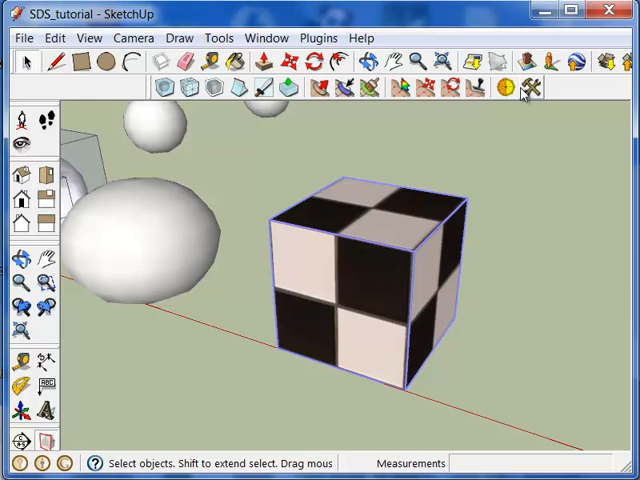 SDS_tutorial - SketchUp
File Edit View Camera Draw Tools Window Plugins Help
ABC
Select objects. Shift to extend select. Drag mous
Measurements